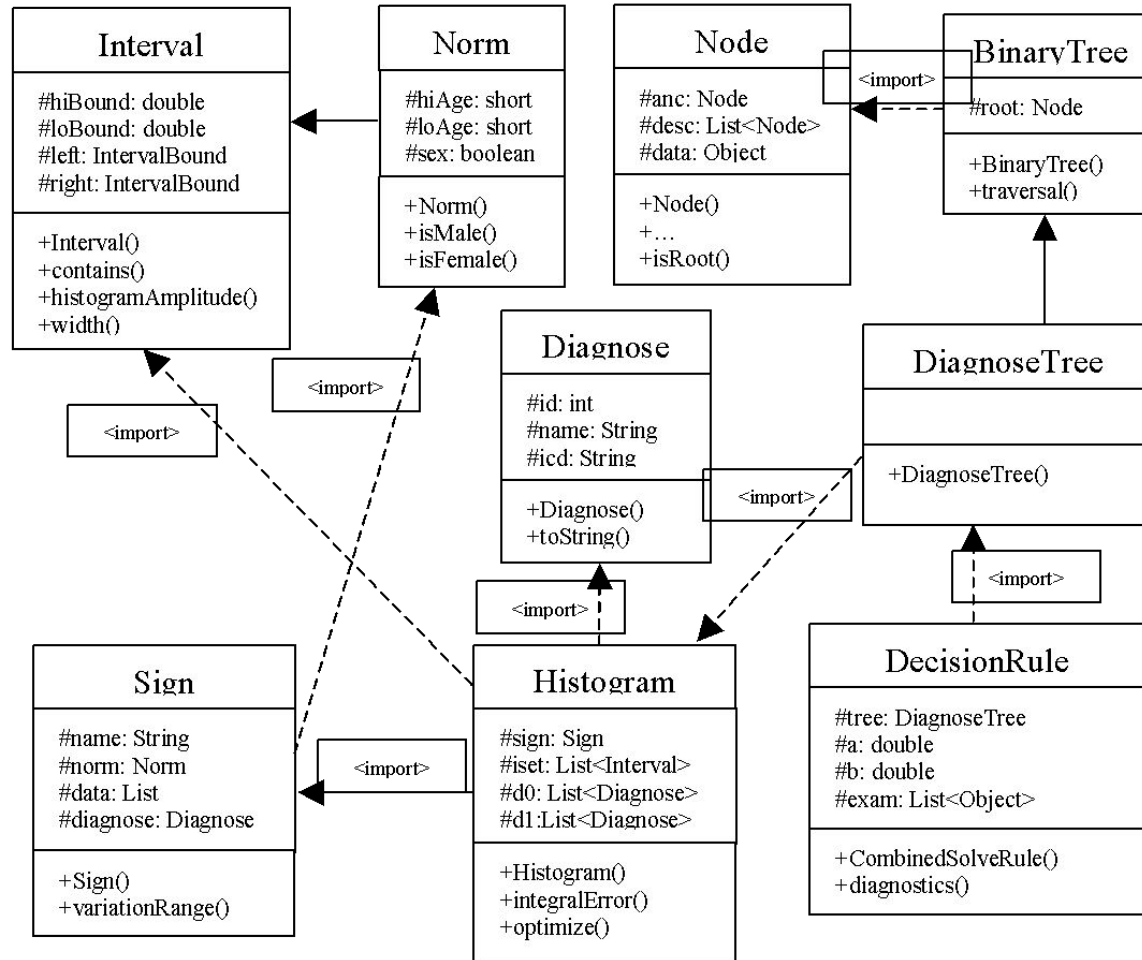 Interval
#hiBound: double
#loBound: double
#left: IntervalBound
#right: IntervalBound
+Interval()
+contains()
+histogramAmplitude()
+width()
Norm
#hiAge: short
#loAge: short
#sex: boolean
+Norm()
+isMale()
+isFemale()
Node
#anc: Node
#desc: List<Node>
#data: Object
+Node()
+...
+isRoot()
<import>
BinaryTree
#root: Node
+BinaryTree()
+traversal()
<import>
<import>
Diagnose
#id: int
#name: String
#icd: String
+Diagnose()
+toString()
<import>
DiagnoseTree
+DiagnoseTree()
<import>
<import>
Sign
#name: String
#norm: Norm
#data: List
#diagnose: Diagnose
+Sign()
+variationRange()
<import>
Histogram
#sign: Sign
#iset: List<Interval>
#d0: List<Diagnose>
#d1:List<Diagnose>
+Histogram()
+integralError()
+optimize()
DecisionRule
#tree: DiagnoseTree
#a: double
#b: double
#exam: List<Object>
+CombinedSolveRule()
+diagnostics()